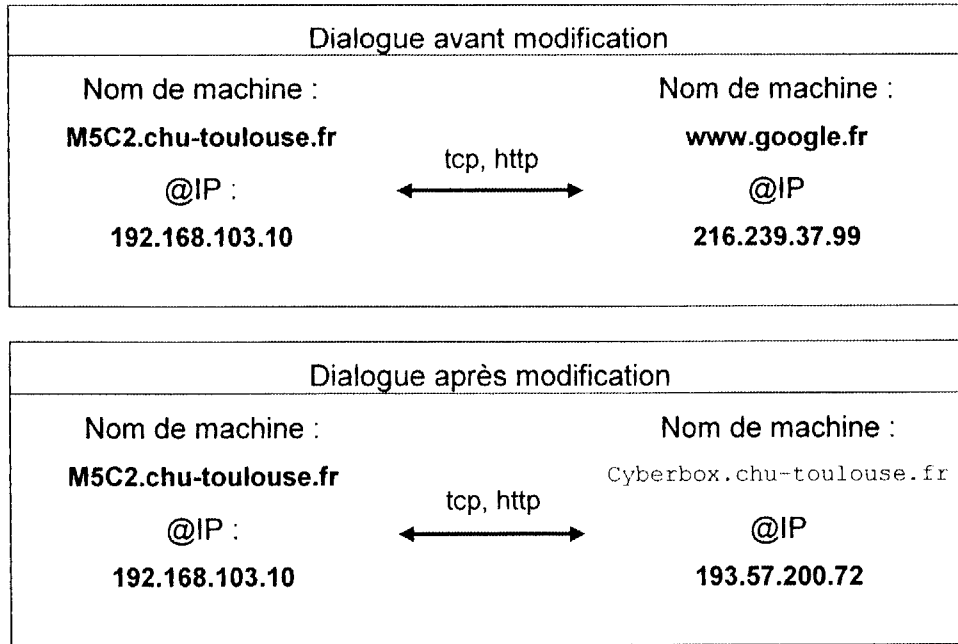 Dialogue avant modification
Nom de machine :
M5C2.chu-toulouse.fr
@IP :
192.168.103.10
tcp, http
Nom de machine :
www.google.fr
@IP
216.239.37.99
Dialogue après modification
Nom de machine :
M5C2.chu-toulouse.fr
@IP :
192.168.103.10
tcp, http
Nom de machine :
Cyberbox.chu-toulouse.fr
@IP
193.57.200.72